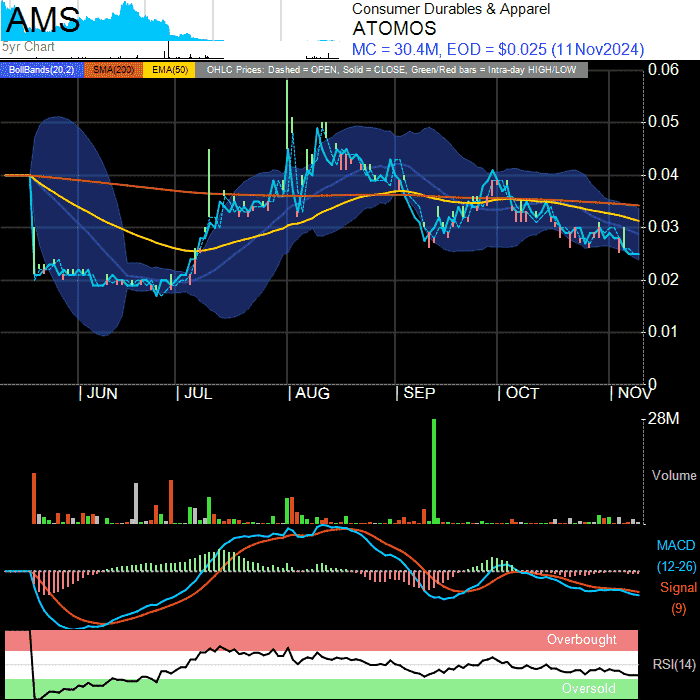 AMS
5yr Chart
Consumer Durables & Apparel
ATOMOS
MC = 30.4M, EOD = $0.025 (11Nov2024)
BollBands(20,2) SMA(200) EMA(50) OHLC Prices: Dashed = OPEN, Solid = CLOSE, Green/Red bars = Intra-day HIGH/LOW
0.06
0.05
0.04
0.03
0.02
0.01
0
JUN JUL AUG SEP OCT NOV
28M
Volume
MACD
(12-26)
Signal
(9)
Overbought
RSI(14)
Oversold